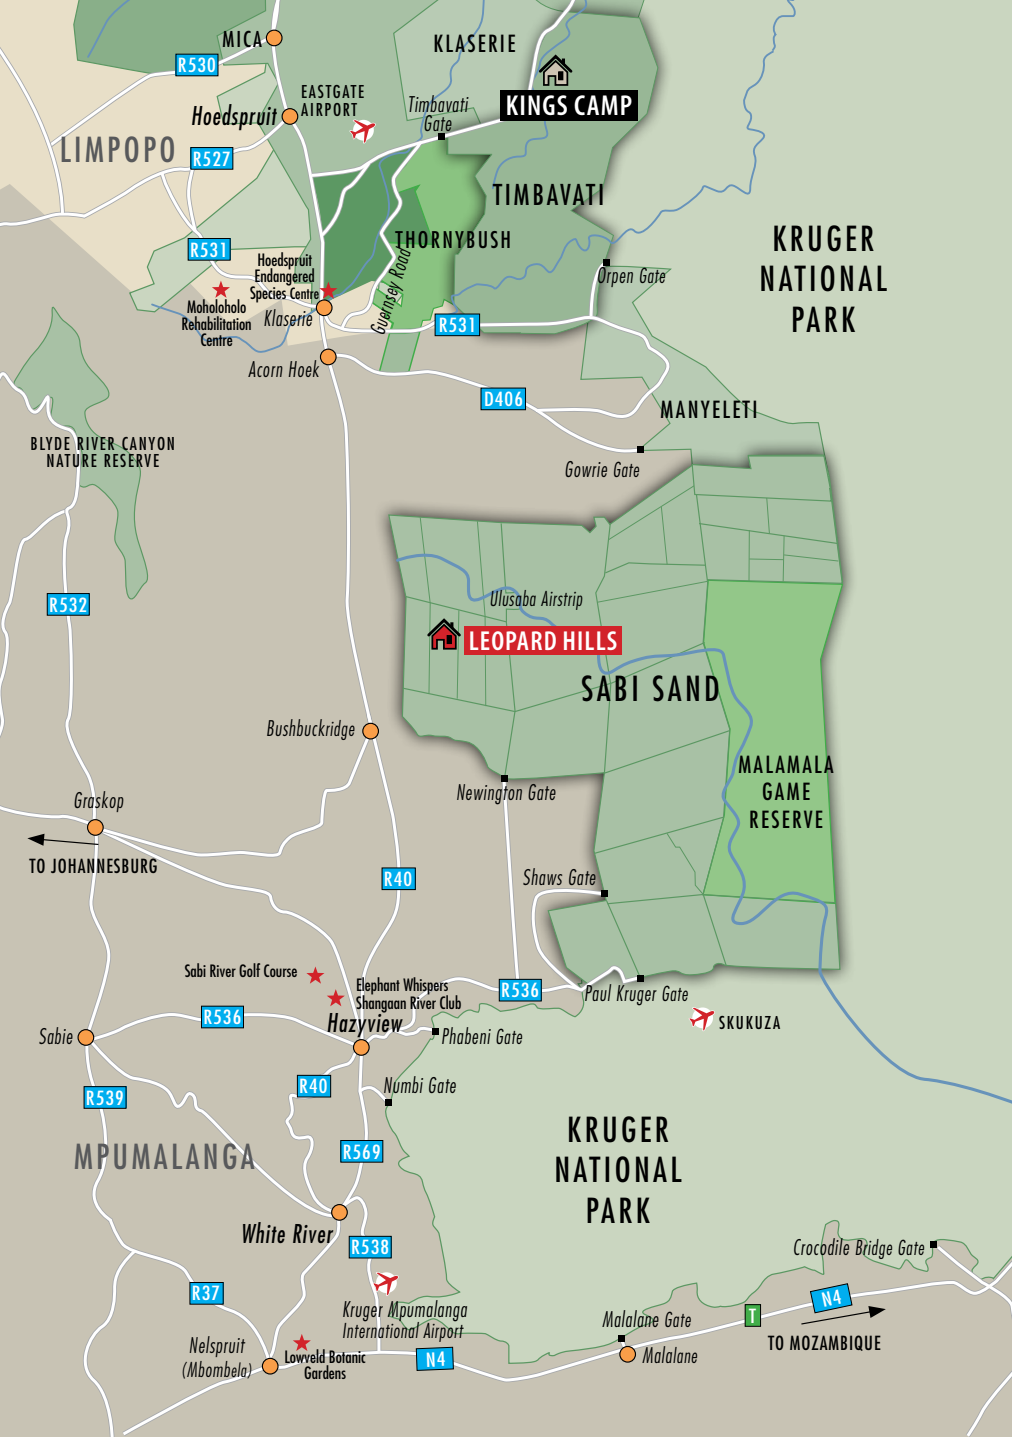 MICA
KLASERIE
R530
EASTGATE
AIRPORT
Timbavati
Gate
KINGS CAMP
Hoedspruit
LIMPOPO
R527
TIMBAVATI
KRUGER
NATIONAL
PARK
THORNYBUSH
R531
Hoedspruit
Endangered
Species Centre
Guernsey Road
Orpen Gate
Moholoholo
Rehabilitation
Centre
Klaserie
R531
Acorn Hoek
D406
MANYELETI
BLYDE RIVER CANYON
NATURE RESERVE
Gowrie Gate
R532
Ulusaba Airstrip
LEOPARD HILLS
SABI SAND
Bushbuckridge
MALAMALA
GAME
RESERVE
Newington Gate
Graskop
TO JOHANNESBURG
R40
Shaws Gate
Sabi River Golf Course
Elephant Whispers
Shangaan River Club
R536
Paul Kruger Gate
R536
Hazyview
SKUKUZA
Sabie
Phabeni Gate
R539
R40
Numbi Gate
MPUMALANGA
R569
KRUGER
NATIONAL
PARK
White River
R538
Crocodile Bridge Gate
R37
Kruger Mpumalanga
International Airport
N4
T
Malalane Gate
TO MOZAMBIQUE
Nelspruit
(Mbombela)
Lowveld Botanic
Gardens
N4
Malalane